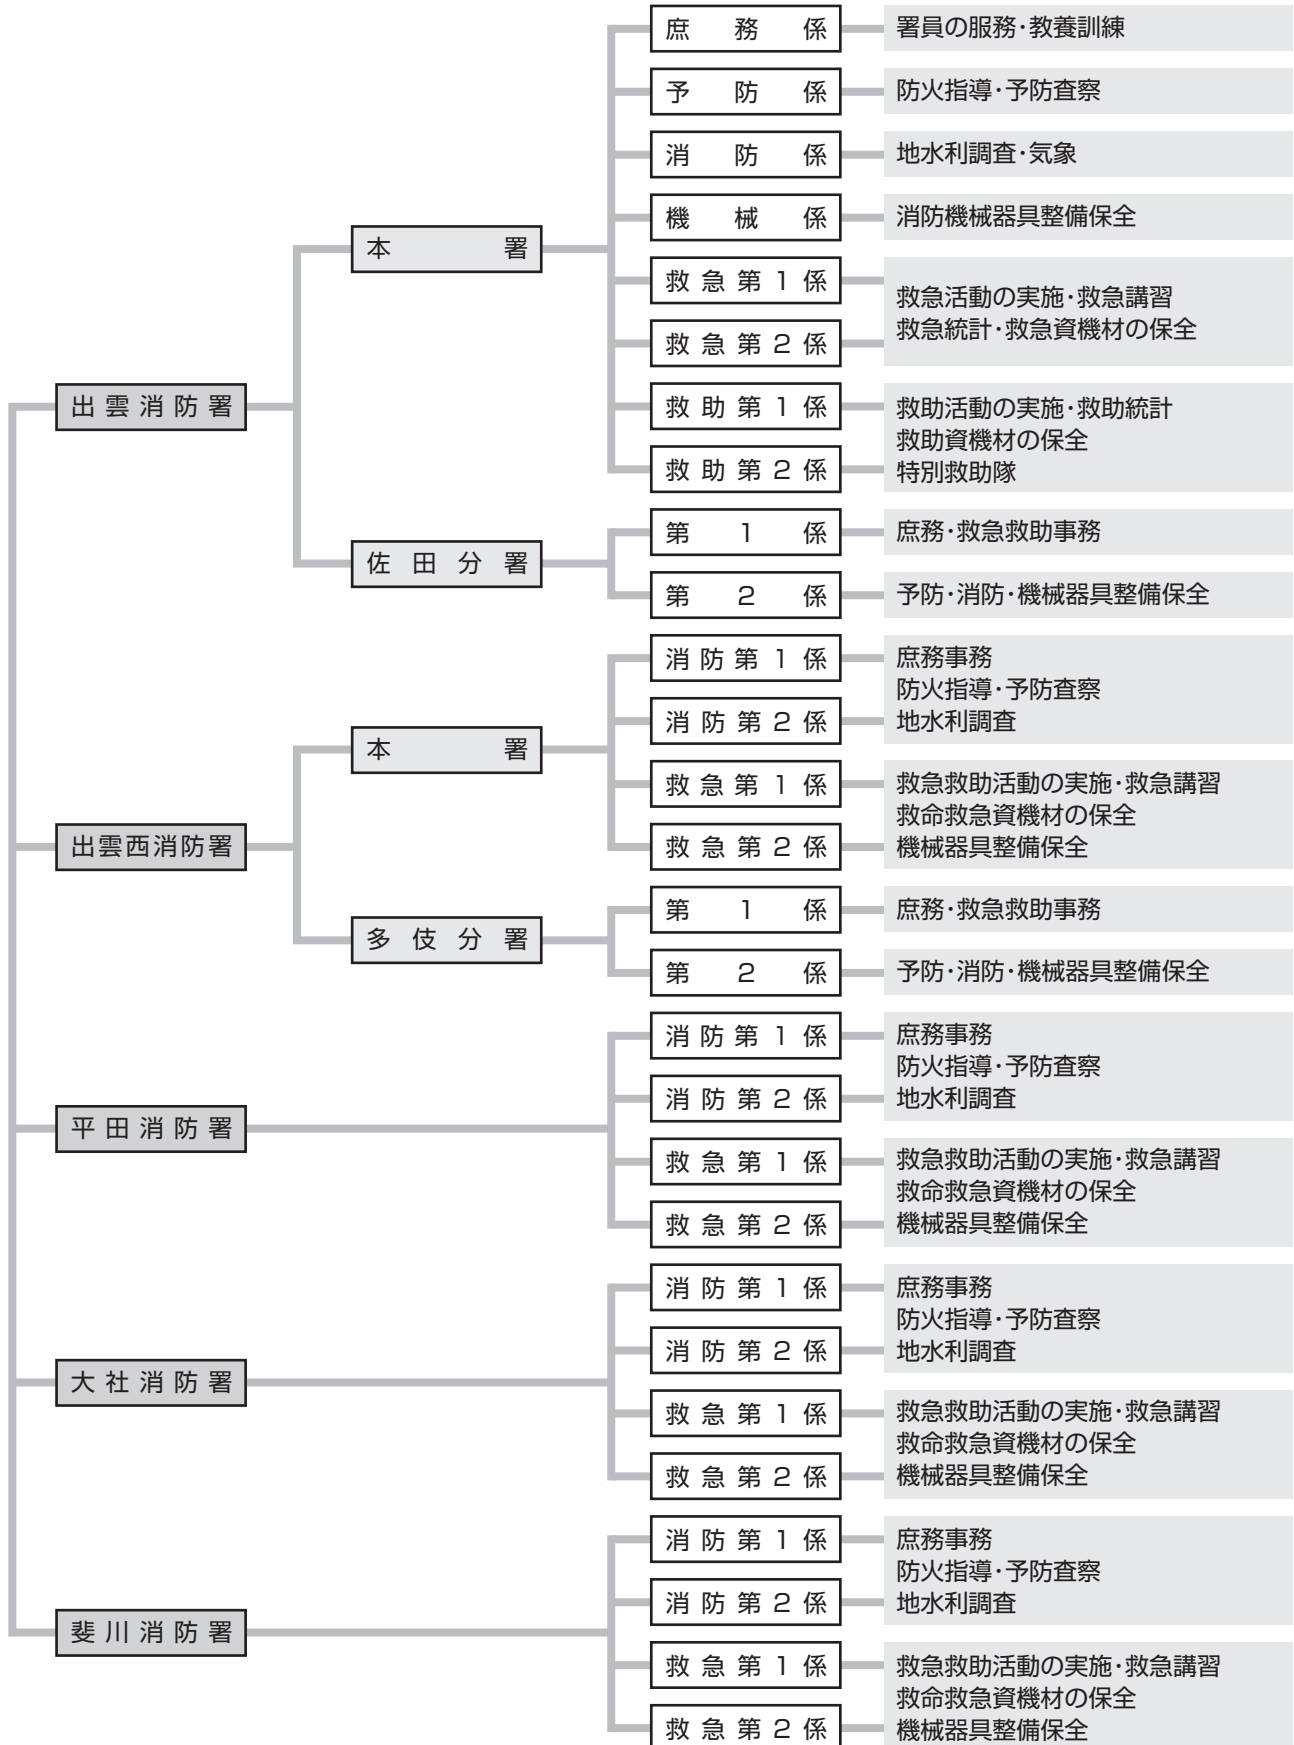 出雲消防署
本署
庶務係
署員の服務・教養訓練
予防係
防火指導・予防査察
消防係
地水利調査・気象
機械係
消防機械器具整備保全
救急第1係
救急第2係
救急活動の実施・救急講習
救急統計・救急資機材の保全
救助第1係
救助第2係
救助活動の実施・救助統計
救助資機材の保全
特別救助隊
佐田分署
第1係
庶務・救急救助事務
第2係
予防・消防・機械器具整備保全
出雲西消防署
本署
消防第1係
消防第2係
庶務事務
防火指導・予防査察
地水利調査
救急第1係
救急第2係
救急救助活動の実施・救急講習
救命救急資機材の保全
機械器具整備保全
多伎分署
第1係
庶務・救急救助事務
第2係
予防・消防・機械器具整備保全
平田消防署
消防第1係
消防第2係
庶務事務
防火指導・予防査察
地水利調査
救急第1係
救急第2係
救急救助活動の実施・救急講習
救命救急資機材の保全
機械器具整備保全
大社消防署
消防第1係
消防第2係
庶務事務
防火指導・予防査察
地水利調査
救急第1係
救急第2係
救急救助活動の実施・救急講習
救命救急資機材の保全
機械器具整備保全
斐川消防署
消防第1係
消防第2係
庶務事務
防火指導・予防査察
地水利調査
救急第1係
救急第2係
救急救助活動の実施・救急講習
救命救急資機材の保全
機械器具整備保全